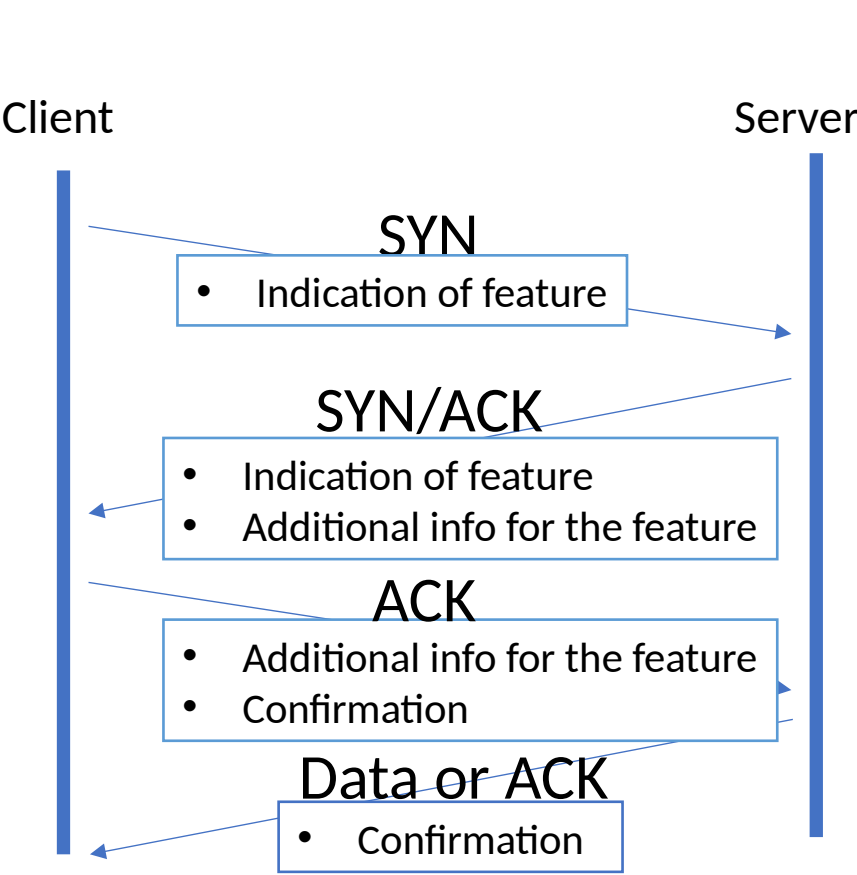 Client
Server
SYN
• Indication of feature
SYN/ACK
• Indication of feature
• Additional info for the feature
ACK
• Additional info for the feature
• Confirmation
Data or ACK
• Confirmation